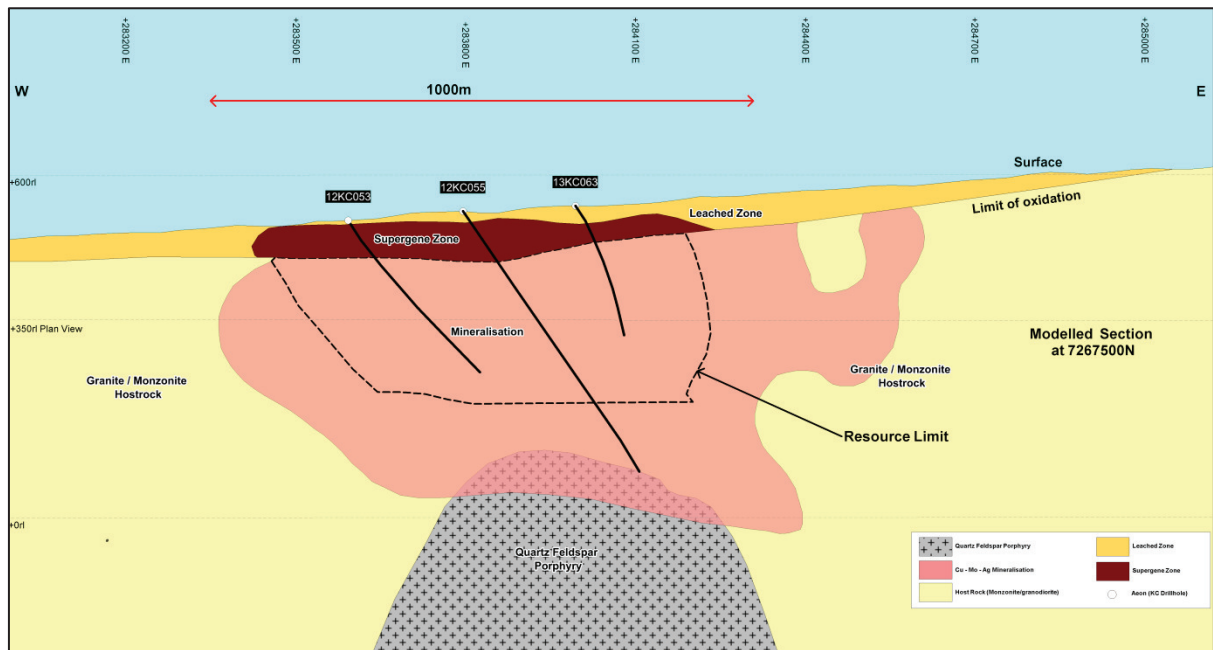 +283200 E
+283500 E
+283800 E
+284100 E
+284400 E
+284700 E
+285000 E
W
1000m
E
+600rl
12KC053
12KC055
13KC063
Surface
Limit of oxidation
Leached Zone
Supergene Zone
+350rl Plan View
Mineralisation
Modelled Section
at 7267500N
Granite / Monzonite
Hostrock
Granite / Monzonite
Hostrock
Resource Limit
+0rl
Quartz Feldspar
Porphyry
Quartz Feldspar Porphyry
Leached Zone
Cu - Mo - Ag Mineralisation
Supergene Zone
Host Rock (Monzonite/granodiorite)
Aeon (KC Drillhole)